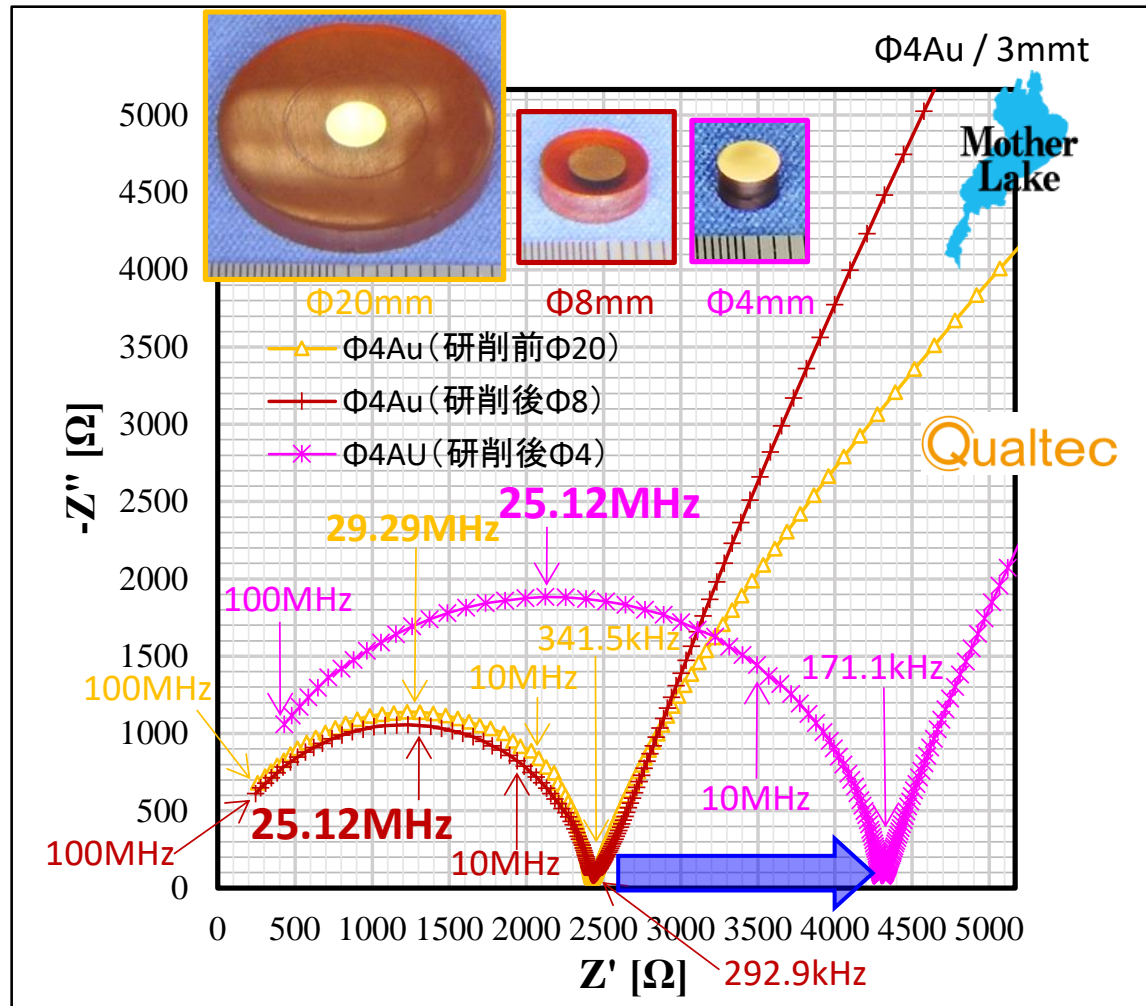 Φ4Au / 3mmt
Mother
Lake
Φ20mm
Φ8mm
Φ4mm
Φ4Au（研削前Φ20）
Φ4Au（研削後Φ8）
Φ4AU（研削後Φ4）
Qualtec
25.12MHz
29.29MHz
100MHz
341.5kHz
10MHz
171.1kHz
100MHz
10MHz
25.12MHz
10MHz
100MHz
292.9kHz
-Z" [Ω]
5000
4500
4000
3500
3000
2500
2000
1500
1000
500
0
0 500 1000 1500 2000 2500 3000 3500 4000 4500 5000
Z' [Ω]